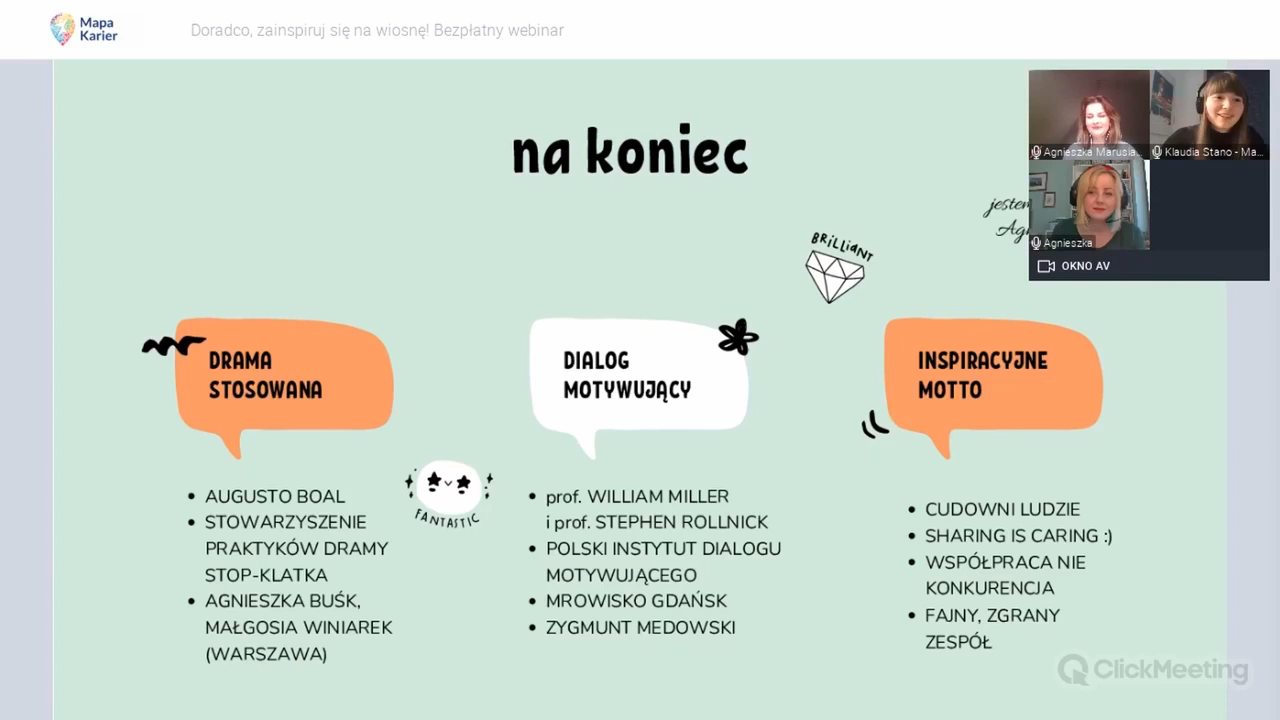 Mapa
Karier
Doradco, zainspiruj się na wiosnę! Bezpłatny webinar
na koniec
Agnieszka Marusia...
Klaudia Stano - Ma...
jestem
Agnieszka
OKNO AV
BRILLIANT
DRAMA
STOSOWANA
DIALOG
MOTYWUJĄCY
INSPIRACYJNE
MOTTO
FANTASTIC
• AUGUSTO BOAL
• STOWARZYSZENIE
PRAKTYKÓW DRAMY
STOP-KLATKA
• AGNIESZKA BUŚK,
MAŁGOSIA WINIAREK
(WARSZAWA)
• prof. WILLIAM MILLER
i prof. STEPHEN ROLLNICK
• POLSKI INSTYTUT DIALOGU
MOTYWUJĄCEGO
• MROWISKO GDAŃSK
• ZYGMUNT MEDOWSKI
• CUDOWNI LUDZIE
• SHARING IS CARING :)
• WSPÓŁPRACA NIE
KONKURENCJA
• FAJNY, ZGRANY
ZESPÓŁ
ClickMeeting